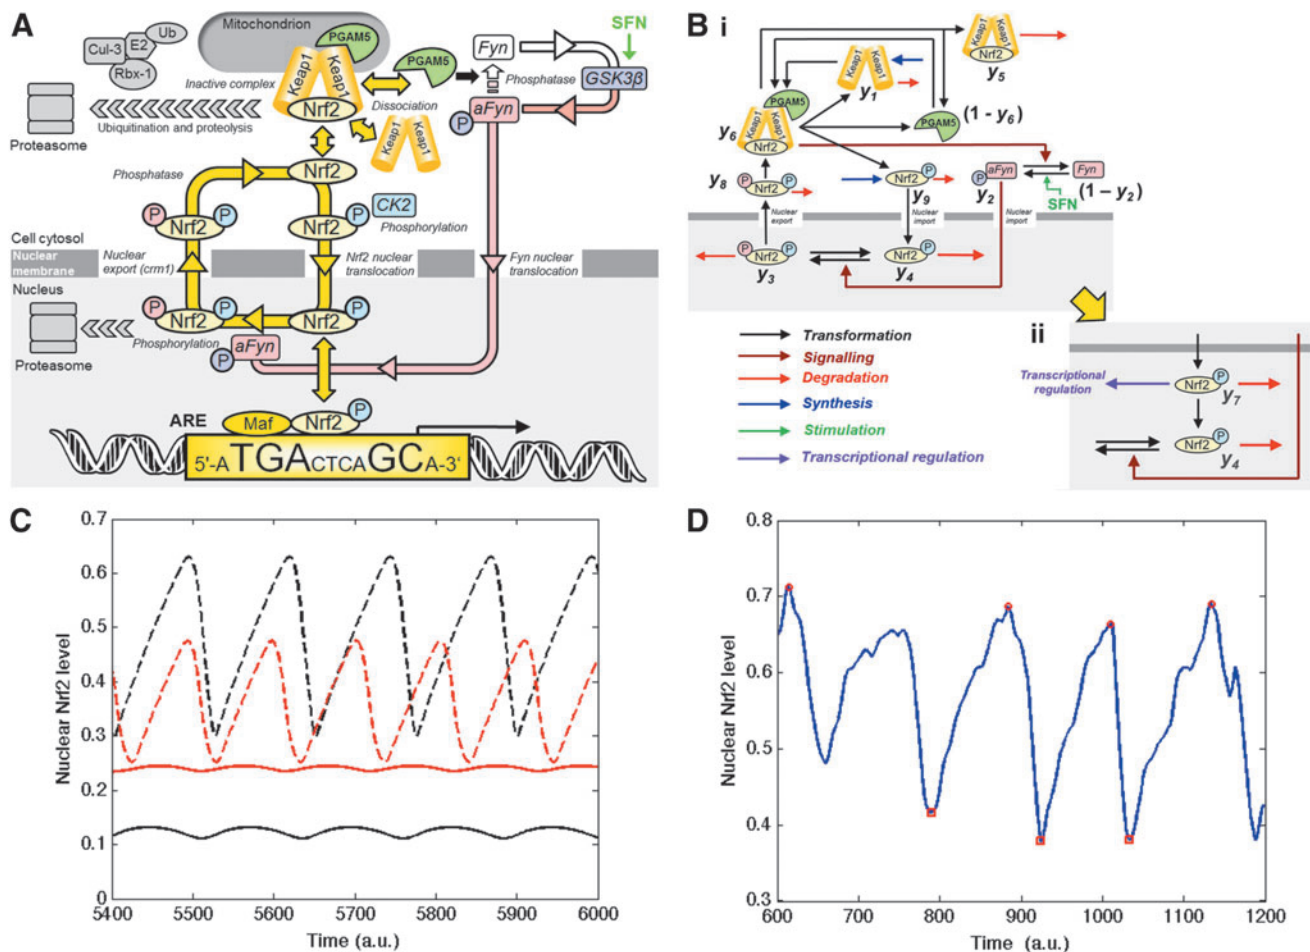 A
Mitochondrion
PGAM5
Keap1
Keap1
Nrf2
Inactive complex
Cul-3
E2
Ub
Rbx-1
Proteasome
Ubiquitination and proteolysis
PGAM5
Dissociation
Keap1
Keap1
Fyn
SFN
Phosphatase
GSK3β
aFyn
P
Nrf2
Phosphatase
P
Nrf2
P
P
Nrf2
CK2
Phosphorylation
Cell cytosol
Nuclear
membrane
Nuclear
export (crm1)
Nrf2 nuclear
translocation
Fyn nuclear
translocation
Nucleus
Proteasome
P
Nrf2
P
Phosphorylation
Nrf2
P
P
aFyn
ARE
Maf
Nrf2
P
5'-ATGACTCAGCA-3'
B i
Keap1
Keap1
Nrf2
y5
Keap1
Keap1
y1
PGAM5
Keap1
Keap1
Nrf2
y6
PGAM5
(1 - y6)
y8
P
Nrf2
P
Nrf2
P
y9
P
aFyn
y2
Fyn
(1 – y2)
SFN
Nuclear
export
Nuclear
import
Nuclear
import
P
Nrf2
P
y3
Nrf2
P
y4
Transformation
Signalling
Degradation
Synthesis
Stimulation
Transcriptional regulation
ii
Transcriptional
regulation
Nrf2
P
y7
Nrf2
P
y4
C
Nuclear Nrf2 level
0.7
0.6
0.5
0.4
0.3
0.2
0.1
0
5400 5500 5600 5700 5800 5900 6000
Time (a.u.)
D
Nuclear Nrf2 level
0.8
0.7
0.6
0.5
0.4
0.3
600 700 800 900 1000 1100 1200
Time (a.u.)